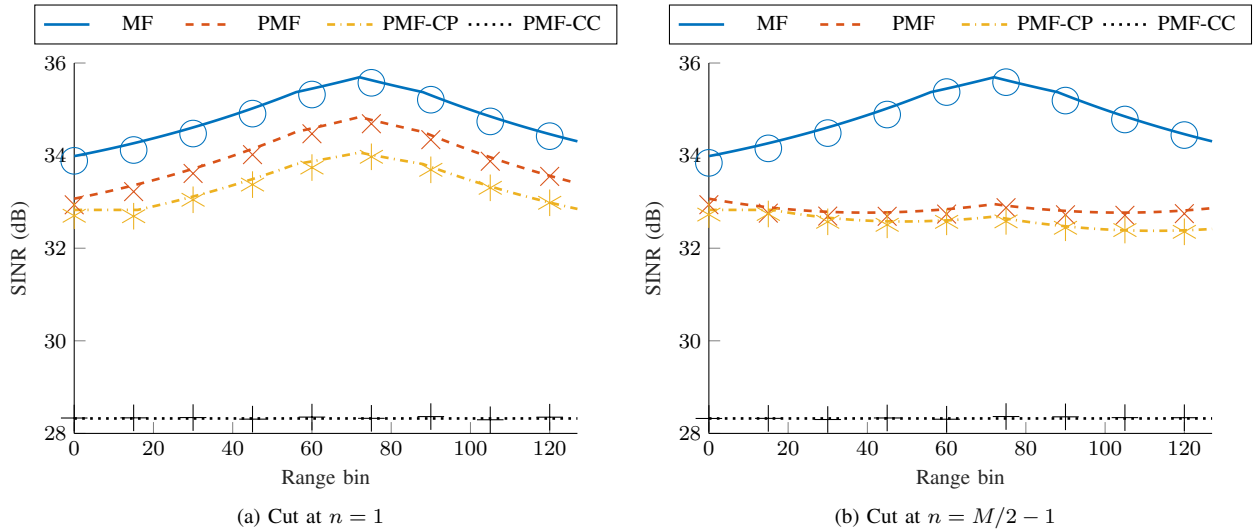 MF PMF PMF-CP PMF-CC
36
34
32
30
28
SINR (dB)
0 20 40 60 80 100 120
Range bin
(a) Cut at n = 1
MF PMF PMF-CP PMF-CC
36
34
32
30
28
SINR (dB)
0 20 40 60 80 100 120
Range bin
(b) Cut at n = M/2 − 1